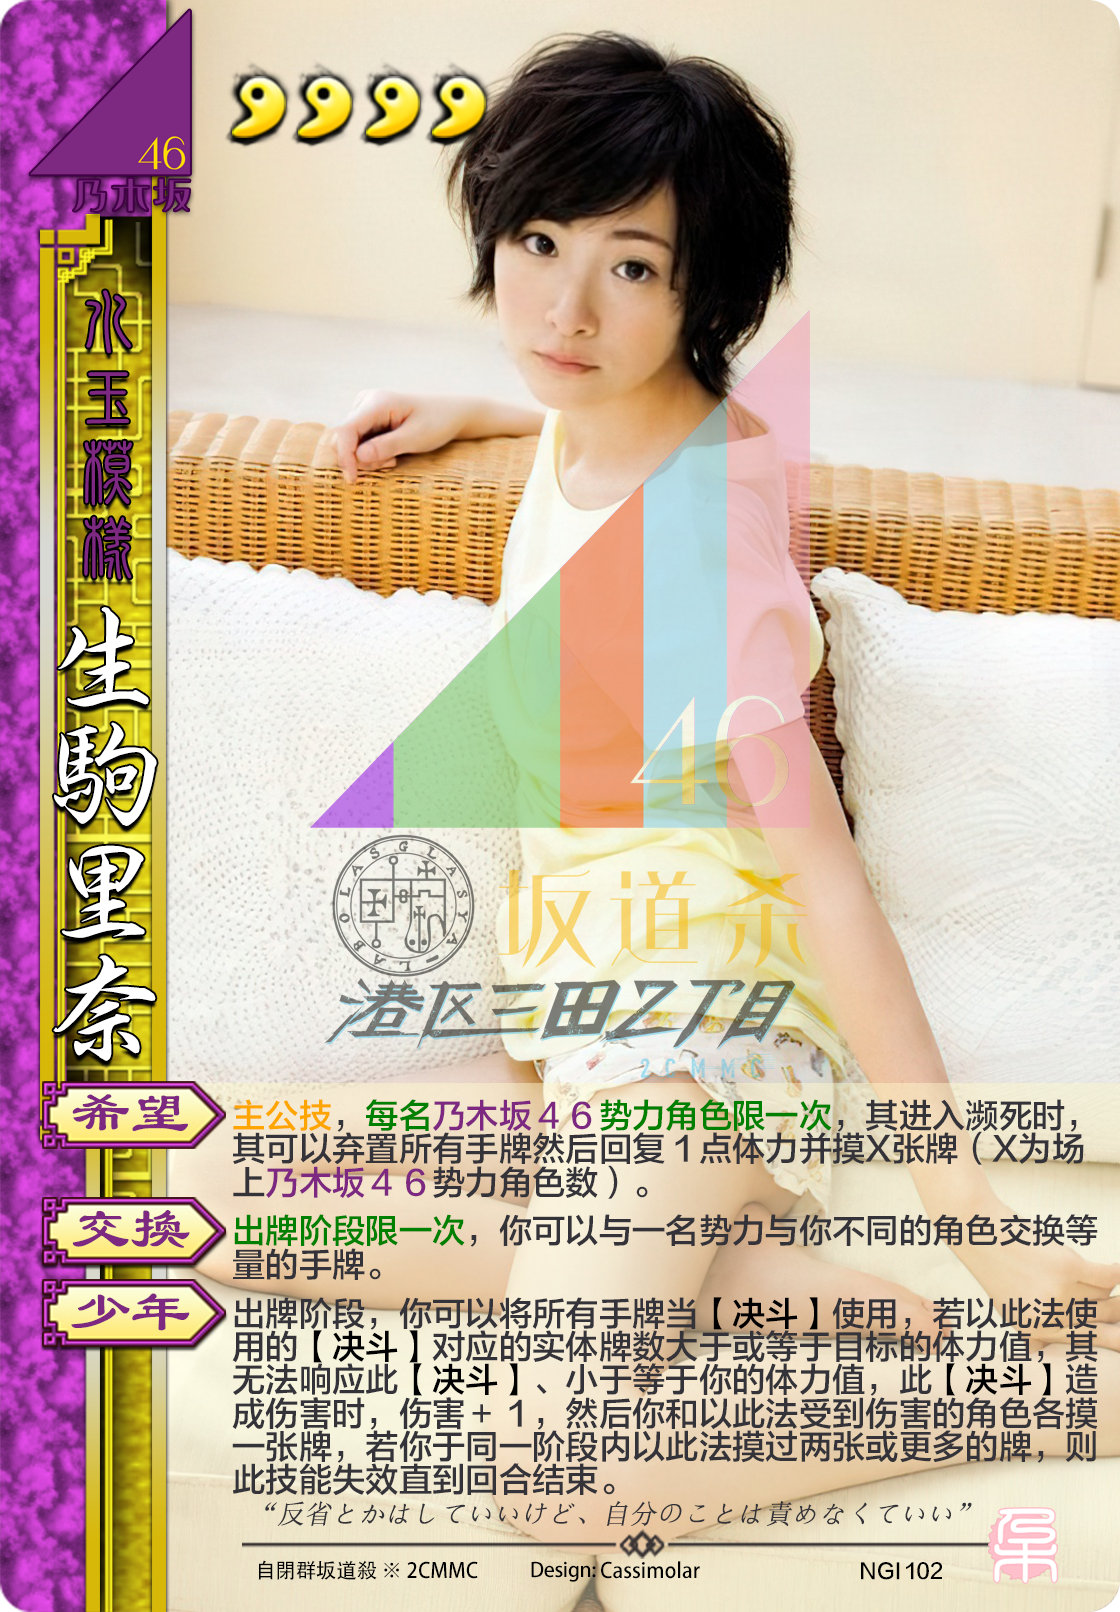 46
乃木坂
水玉模様
生駒里奈
46
GLASYA-LABOLAS
坂道杀
港区三田2丁目
2CMMC
希望
主公技，每名乃木坂４６势力角色限一次，其进入濒死时，
其可以弃置所有手牌然后回复１点体力并摸X张牌（X为场
上乃木坂４６势力角色数）。
交換
出牌阶段限一次，你可以与一名势力与你不同的角色交换等
量的手牌。
少年
出牌阶段，你可以将所有手牌当【决斗】使用，若以此法使
用的【决斗】对应的实体牌数大于或等于目标的体力值，其
无法响应此【决斗】、小于等于你的体力值，此【决斗】造
成伤害时，伤害＋１，然后你和以此法受到伤害的角色各摸
一张牌，若你于同一阶段内以此法摸过两张或更多的牌，则
此技能失效直到回合结束。
“反省とかはしていいけど、自分のことは責めなくていい”
自閉群坂道殺 ※ 2CMMC Design: Cassimolar NGI102